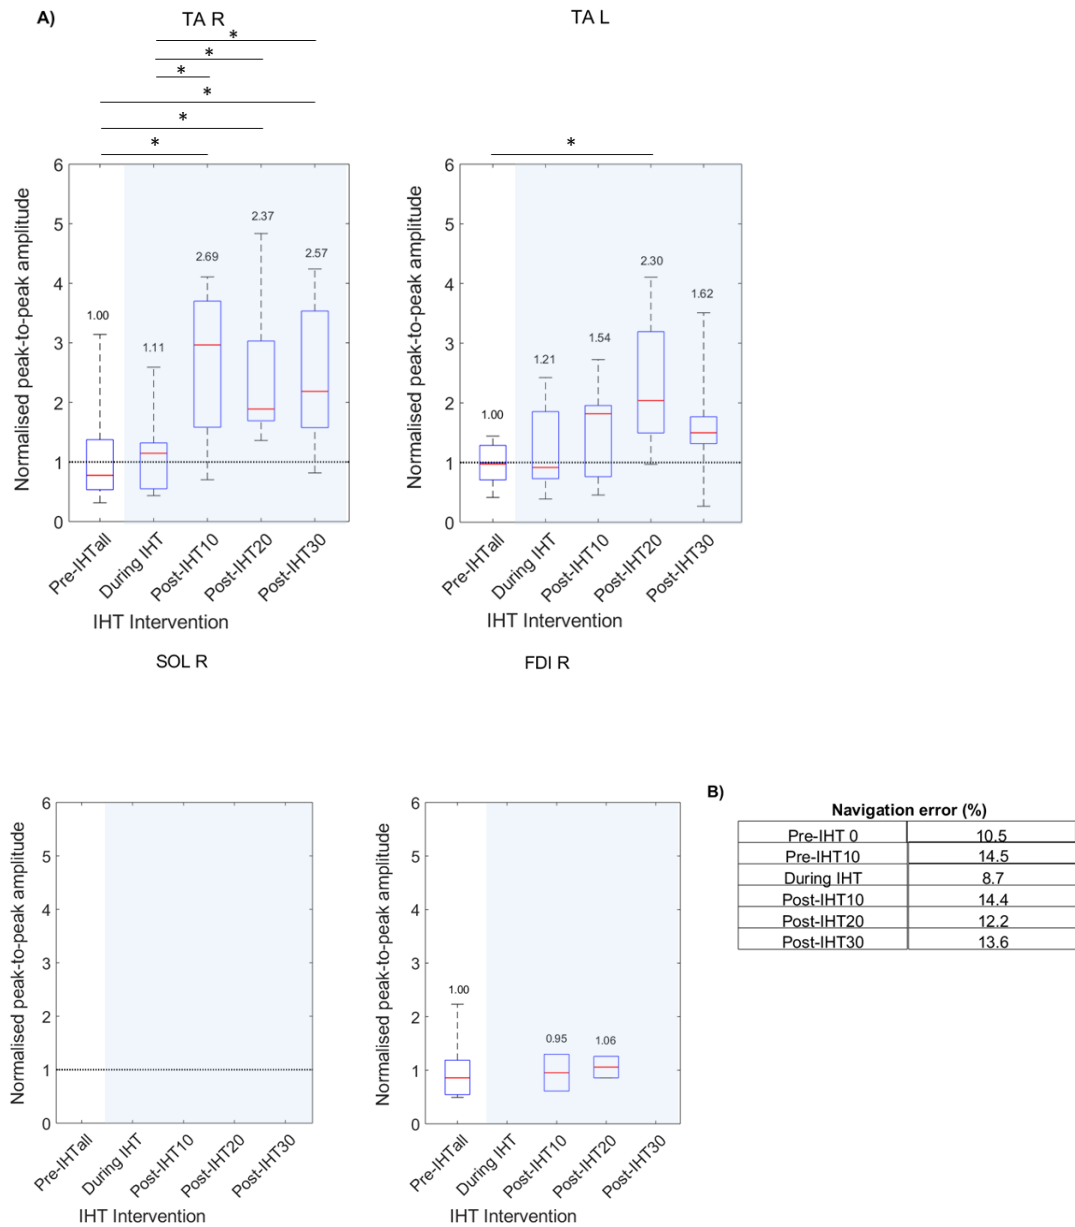 A)
TA R
TA L
*
*
*
*
*
*
*
6
5
4
3
2
1
0
Normalised peak-to-peak amplitude
1.00
1.11
2.69
2.37
2.57
Pre-IHTall
During IHT
Post-IHT10
Post-IHT20
Post-IHT30
IHT Intervention
6
5
4
3
2
1
0
Normalised peak-to-peak amplitude
1.00
1.21
1.54
2.30
1.62
Pre-IHTall
During IHT
Post-IHT10
Post-IHT20
Post-IHT30
IHT Intervention
SOL R
FDI R
6
5
4
3
2
1
0
Normalised peak-to-peak amplitude
Pre-IHTall
During IHT
Post-IHT10
Post-IHT20
Post-IHT30
IHT Intervention
6
5
4
3
2
1
0
Normalised peak-to-peak amplitude
1.00
0.95
1.06
Pre-IHTall
During IHT
Post-IHT10
Post-IHT20
Post-IHT30
IHT Intervention
B)
Navigation error (%)
Pre-IHT 0 10.5
Pre-IHT10 14.5
During IHT 8.7
Post-IHT10 14.4
Post-IHT20 12.2
Post-IHT30 13.6